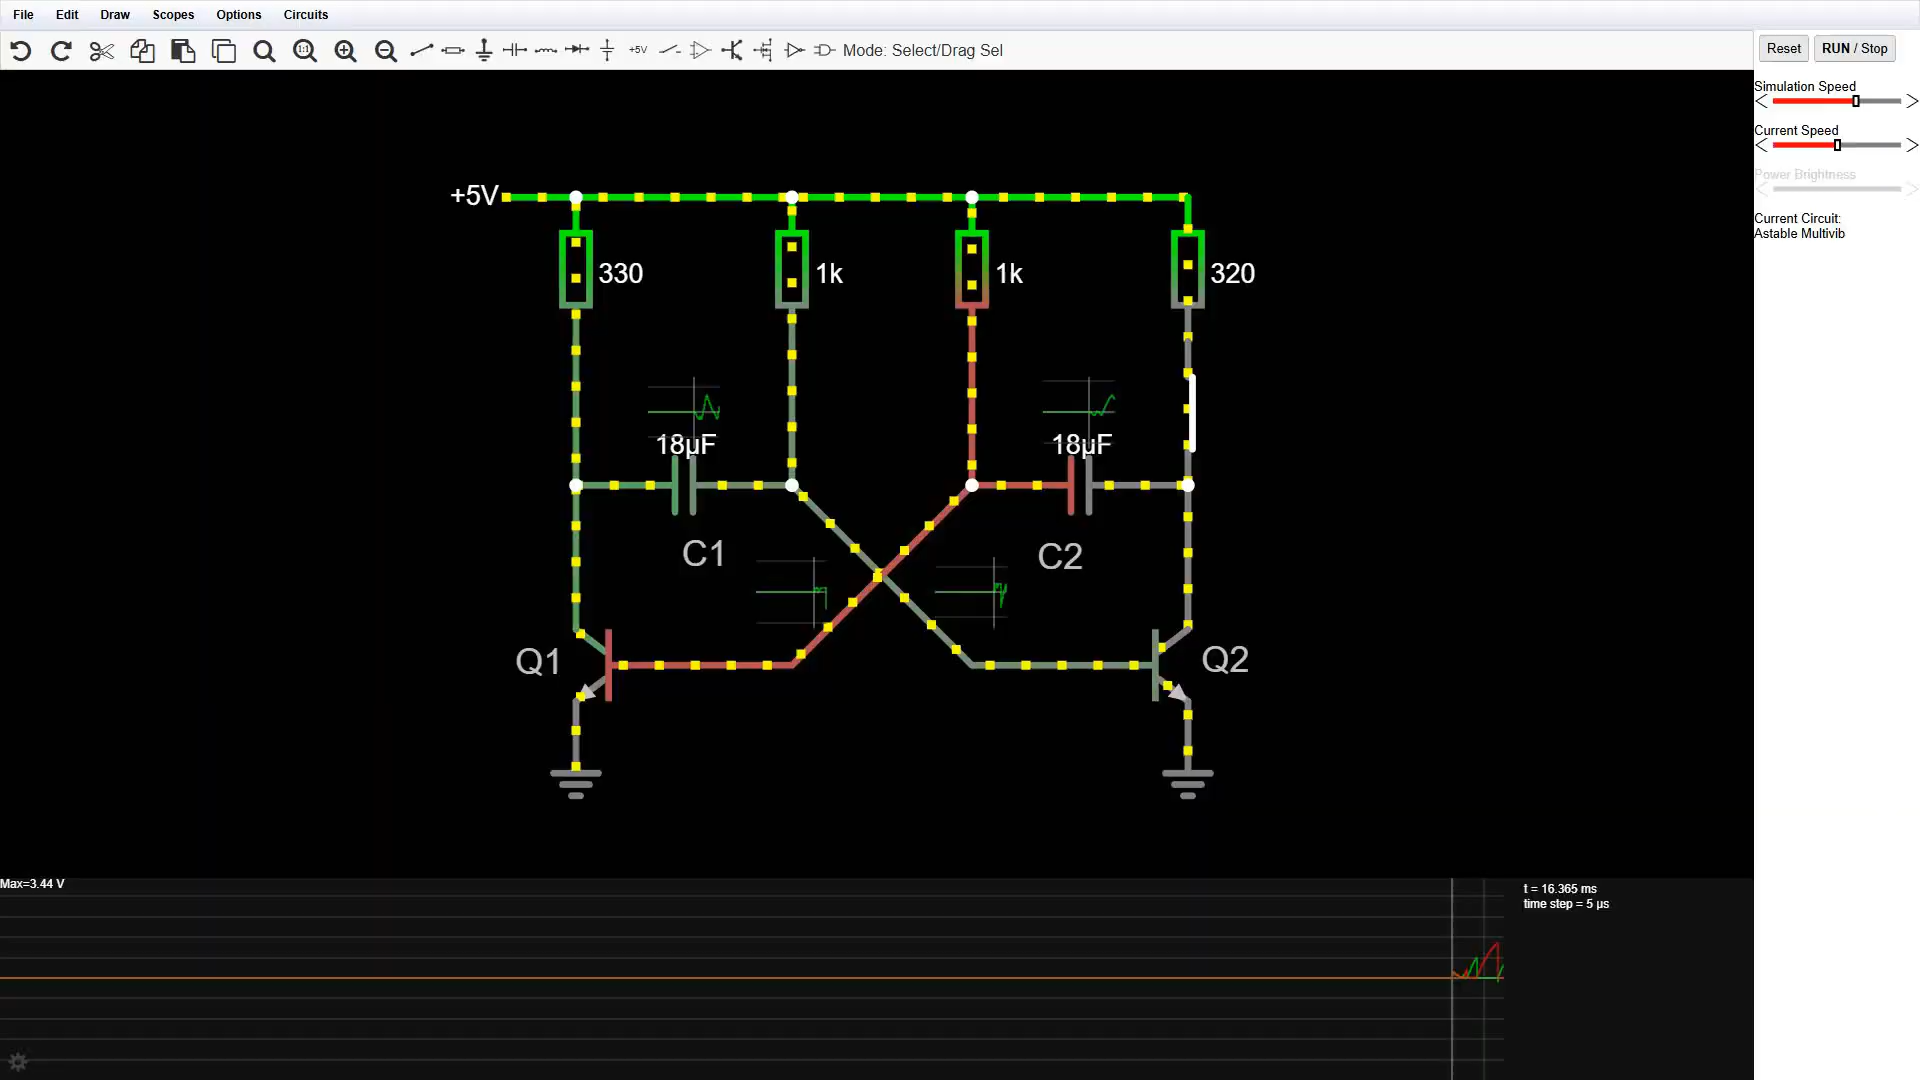 File Edit Draw Scopes Options Circuits
1:1 +5V Mode: Select/Drag Sel
Reset RUN / Stop
Simulation Speed
Current Speed
Power Brightness
Current Circuit:
Astable Multivib
+5V
330 1k 1k 320
18μF 18μF
C1 C2
Q1 Q2
Max=3.44 V
t = 16.365 ms
time step = 5 μs